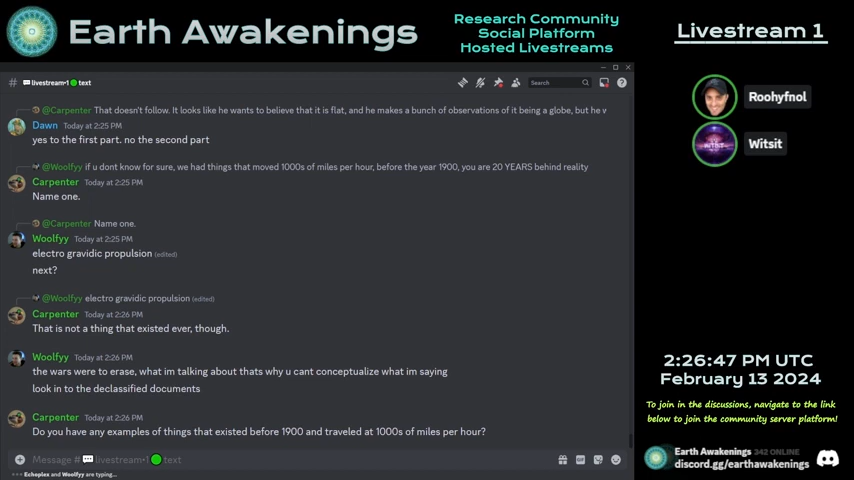 Earth Awakenings
Research Community
Social Platform
Hosted Livestreams
Livestream 1
# livestream•1 text
Search
@Carpenter That doesn't follow. It looks like he wants to believe that it is flat, and he makes a bunch of observations of it being a globe, but he w
Dawn Today at 2:25 PM
yes to the first part. no the second part
@Woolfyy if u dont know for sure, we had things that moved 1000s of miles per hour, before the year 1900, you are 20 YEARS behind reality
Carpenter Today at 2:25 PM
Name one.
@Carpenter Name one.
Woolfyy Today at 2:25 PM
electro gravidic propulsion (edited)
next?
@Woolfyy electro gravidic propulsion (edited)
Carpenter Today at 2:26 PM
That is not a thing that existed ever, though.
Woolfyy Today at 2:26 PM
the wars were to erase, what im talking about thats why u cant conceptualize what im saying
look in to the declassified documents
Carpenter Today at 2:26 PM
Do you have any examples of things that existed before 1900 and traveled at 1000s of miles per hour?
Message # livestream•1 text
GIF
Echoplex and Woolfyy are typing...
Roohyfnol
WITSIT
Witsit
2:26:47 PM UTC
February 13 2024
To join in the discussions, navigate to the link
below to join the community server platform!
Earth Awakenings 342 ONLINE
discord.gg/earthawakenings